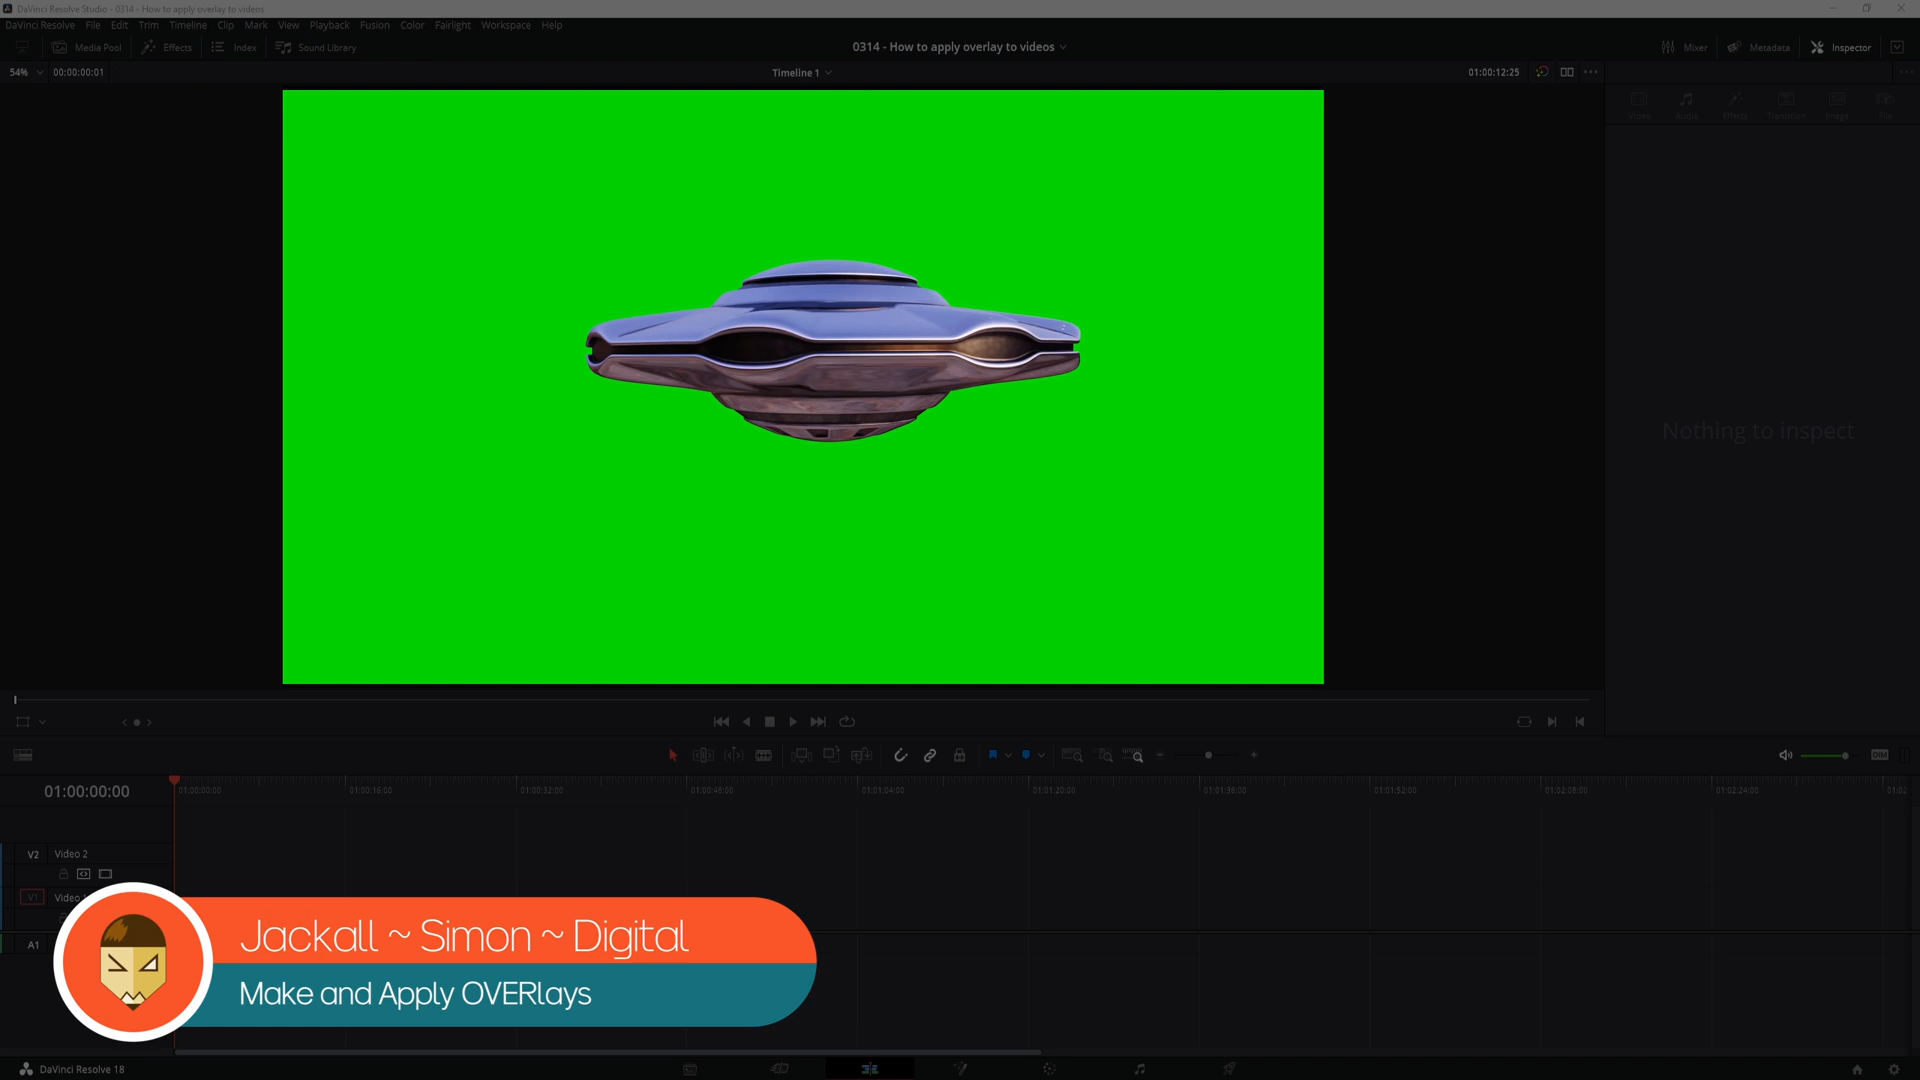 DaVinci Resolve Studio - 0314 - How to apply overlay to videos
DaVinci Resolve File Edit Trim Timeline Clip Mark View Playback Fusion Color Fairlight Workspace Help
Media Pool Effects Index Sound Library 0314 - How to apply overlay to videos Mixer Metadata Inspector
54% 00:00:00:01 Timeline 1 01:00:12:25
Video Audio Effects Transition Image File
Nothing to inspect
DIM
01:00:00:00 01:00:00:00 01:00:16:00 01:00:32:00 01:00:48:00 01:01:04:00 01:01:20:00 01:01:36:00 01:01:52:00 01:02:08:00 01:02:24:00 01:02
V2 Video 2
V1 Video
A1
Jackall ~ Simon ~ Digital
Make and Apply OVERlays
DaVinci Resolve 18